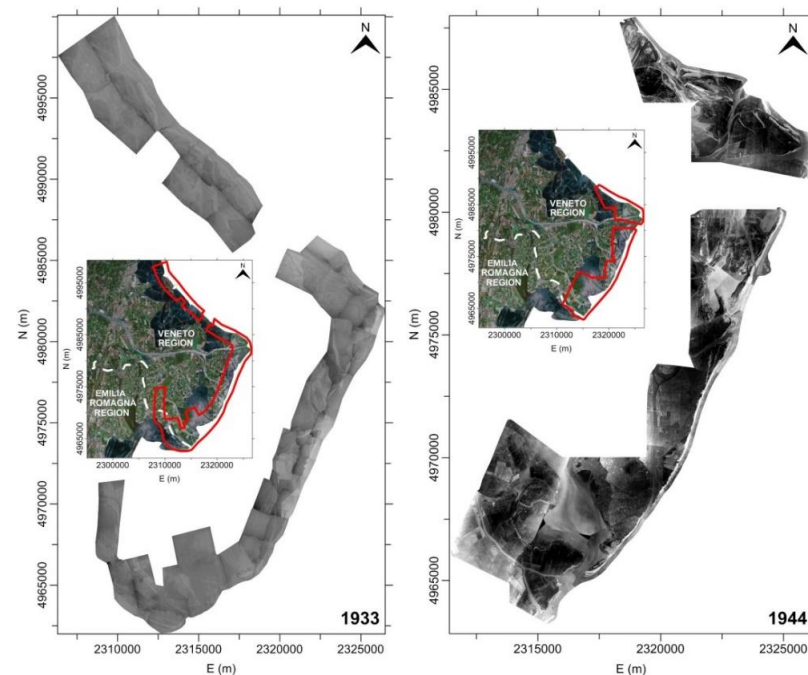 N
4995000
4990000
4985000
4980000
4975000
4970000
4965000
N (m)
2310000
2315000
2320000
2325000
E (m)
1933
N
4995000
4985000
4975000
4965000
N (m)
VENETO
REGION
EMILIA
ROMAGNA
REGION
2300000
2310000
2320000
E (m)
N
4985000
4980000
4975000
4970000
4965000
N (m)
2315000
2320000
2325000
E (m)
1944
N
4995000
4985000
4975000
4965000
N (m)
VENETO
REGION
EMILIA
ROMAGNA
REGION
2300000
2310000
2320000
E (m)